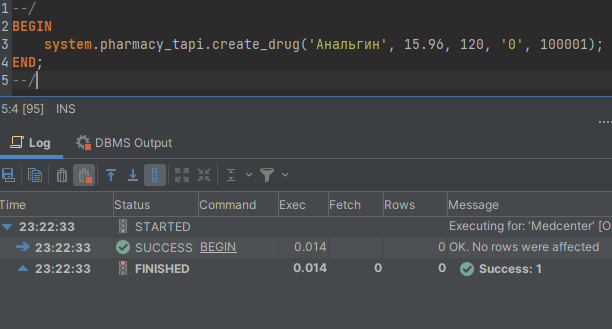 1 --/
2 BEGIN
3 system.pharmacy_tapi.create_drug('Анальгин', 15.96, 120, '0', 100001);
4 END;
5 --/
5:4 [95] INS
Log DBMS Output
Time Status Command Exec Fetch Rows Message
23:22:33 STARTED Executing for: 'Medcenter' [O
23:22:33 SUCCESS BEGIN 0.014 0 OK. No rows were affected
23:22:33 FINISHED 0.014 0 0 Success: 1